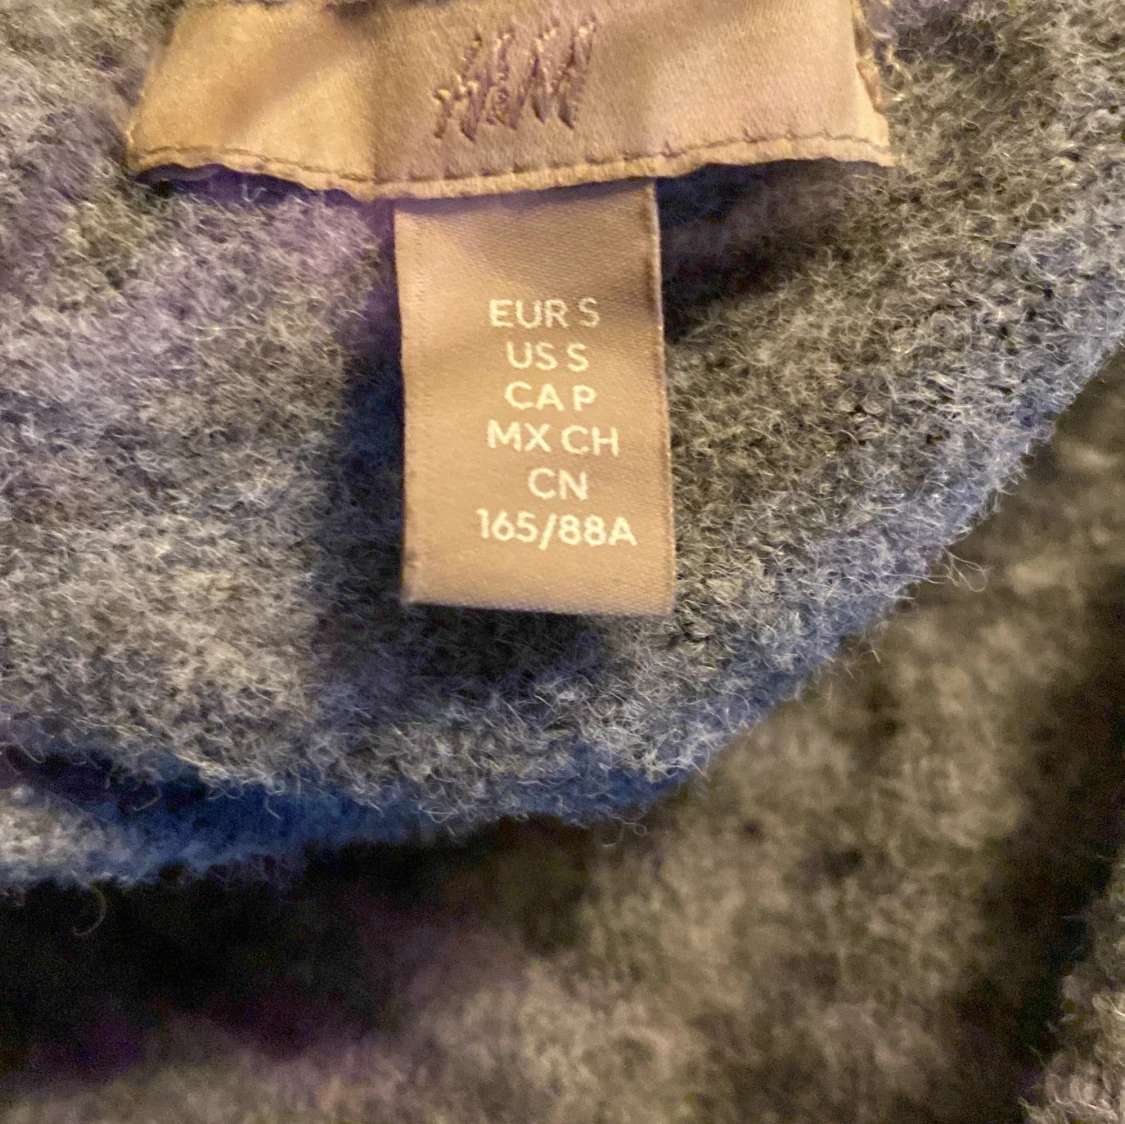 H&M
EUR S
US S
CA P
MX CH
CN
165/88A